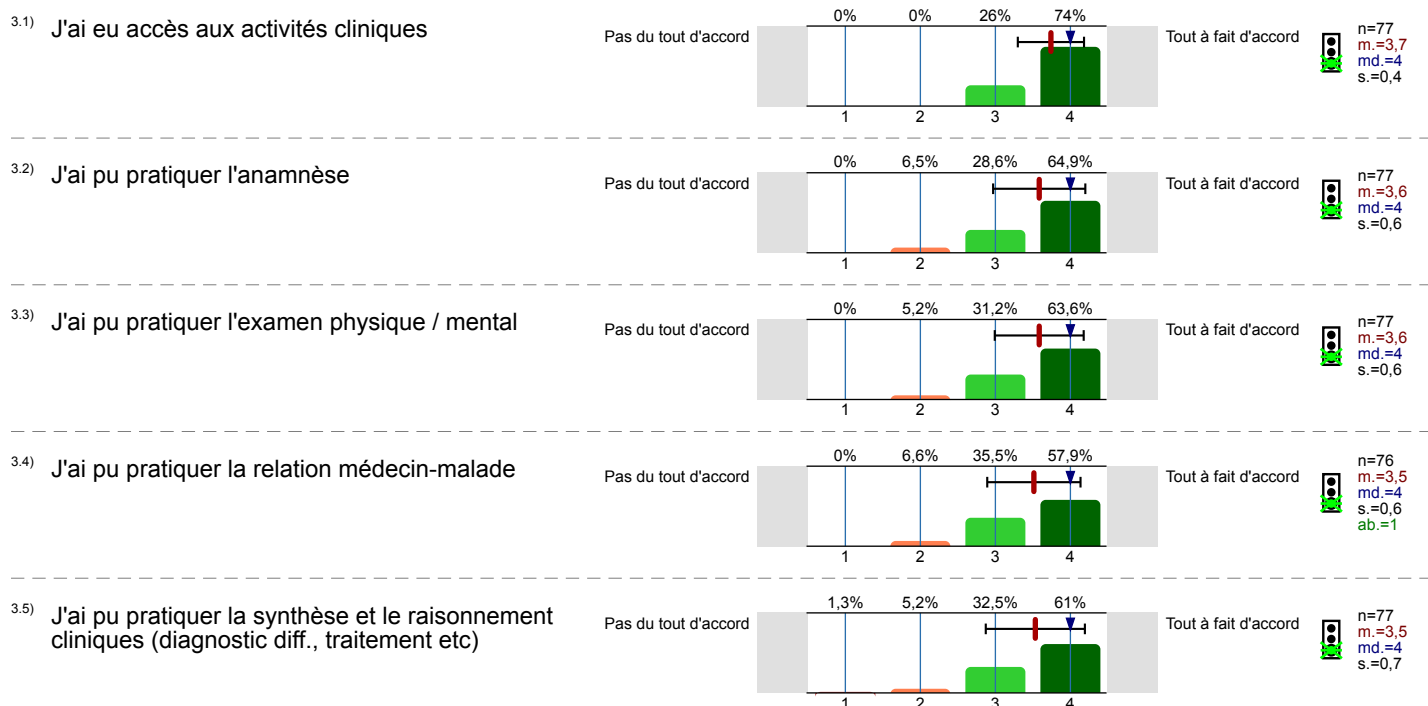 3.1) J'ai eu accès aux activités cliniques
Pas du tout d'accord
0% 0% 26% 74%
1 2 3 4
Tout à fait d'accord
n=77
m.=3,7
md.=4
s.=0,4
3.2) J'ai pu pratiquer l'anamnèse
Pas du tout d'accord
0% 6,5% 28,6% 64,9%
1 2 3 4
Tout à fait d'accord
n=77
m.=3,6
md.=4
s.=0,6
3.3) J'ai pu pratiquer l'examen physique / mental
Pas du tout d'accord
0% 5,2% 31,2% 63,6%
1 2 3 4
Tout à fait d'accord
n=77
m.=3,6
md.=4
s.=0,6
3.4) J'ai pu pratiquer la relation médecin-malade
Pas du tout d'accord
0% 6,6% 35,5% 57,9%
1 2 3 4
Tout à fait d'accord
n=76
m.=3,5
md.=4
s.=0,6
ab.=1
3.5) J'ai pu pratiquer la synthèse et le raisonnement
cliniques (diagnostic diff., traitement etc)
Pas du tout d'accord
1,3% 5,2% 32,5% 61%
1 2 3 4
Tout à fait d'accord
n=77
m.=3,5
md.=4
s.=0,7